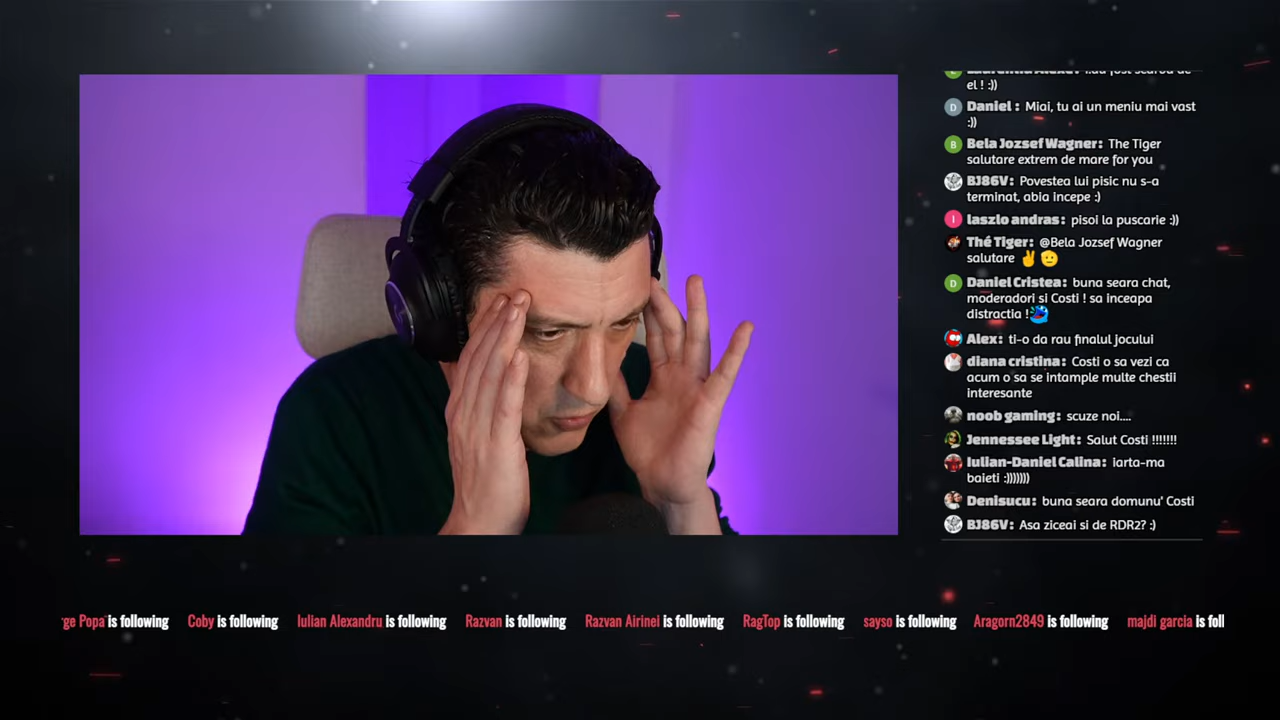 el ! :))
Daniel : Miai, tu ai un meniu mai vast
:))
Bela Jozsef Wagner: The TIger
salutare extrem de mare for you
BJ86V: Povestea lui pisic nu s-a
terminat, abia incepe :)
laszlo andras: pisoi la puscarie :))
Thé Tiger: @Bela Jozsef Wagner
salutare ✌️🫡
Daniel Cristea: buna seara chat,
moderadori si Costi ! sa inceapa
distractia !
Alex: ti-o da rau finalul jocului
diana cristina: Costi o sa vezi ca
acum o sa se intample multe chestii
interesante
noob gaming: scuze noi....
Jennessee Light: Salut Costi !!!!!!!
Iulian-Daniel Calina: iarta-ma
baieti :)))))))
Denisucu: buna seara domunu' Costi
BJ86V: Asa ziceai si de RDR2? :)
ge Popa is following Coby is following Iulian Alexandru is following Razvan is following Razvan Airinei is following RagTop is following sayso is following Aragorn2849 is following majdi garcia is foll